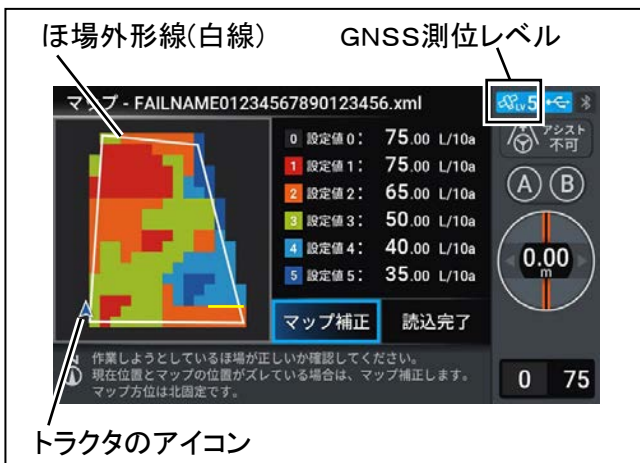 ほ場外形線(白線)
GNSS測位レベル
マップ - FAILNAME01234567890123456.xml
LV 5
0 設定値 0： 75.00 L/10a
アシスト
不可
1 設定値 1： 75.00 L/10a
2 設定値 2： 65.00 L/10a
A B
3 設定値 3： 50.00 L/10a
4 設定値 4： 40.00 L/10a
0.00
m
5 設定値 5： 35.00 L/10a
マップ補正 読込完了
N 作業しようとしているほ場が正しいか確認してください。
現在位置とマップの位置がズレている場合は、マップ補正します。
マップ方位は北固定です。
0 75
トラクタのアイコン